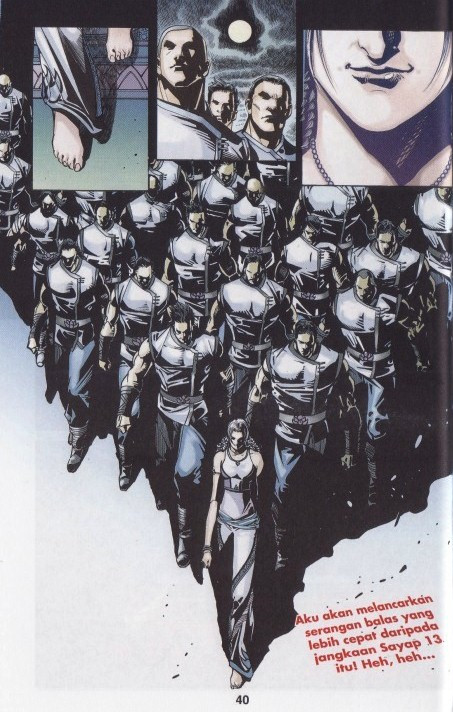 Aku akan melancarkan
serangan balas yang
lebih cepat daripada
jangkaan Sayap 13
itu! Heh, heh...
40